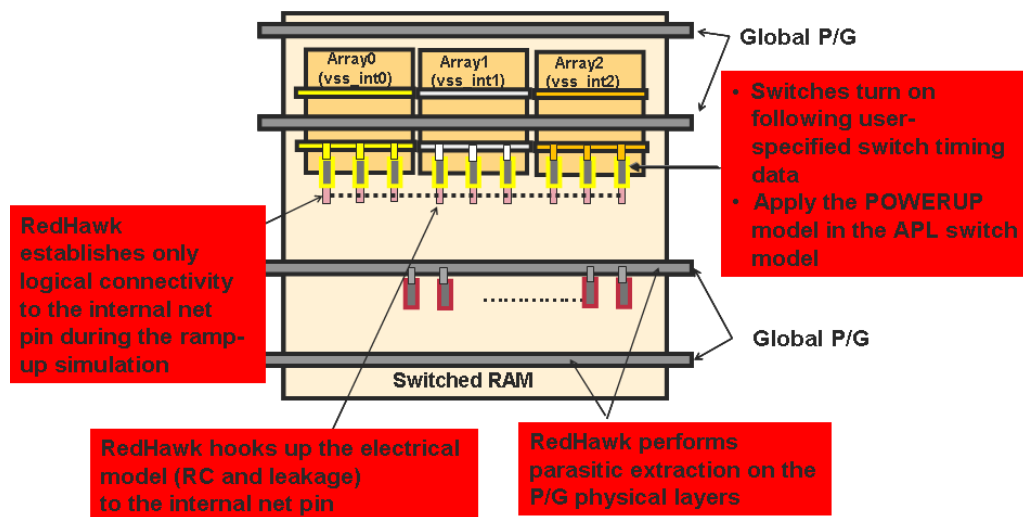 Global P/G
Array0
(vss_int0)
Array1
(vss_int1)
Array2
(vss_int2)
• Switches turn on
following user-
specified switch timing
data
• Apply the POWERUP
model in the APL switch
model
RedHawk
establishes only
logical connectivity
to the internal net
pin during the ramp-
up simulation
Global P/G
Switched RAM
RedHawk hooks up the electrical
model (RC and leakage)
to the internal net pin
RedHawk performs
parasitic extraction on the
P/G physical layers